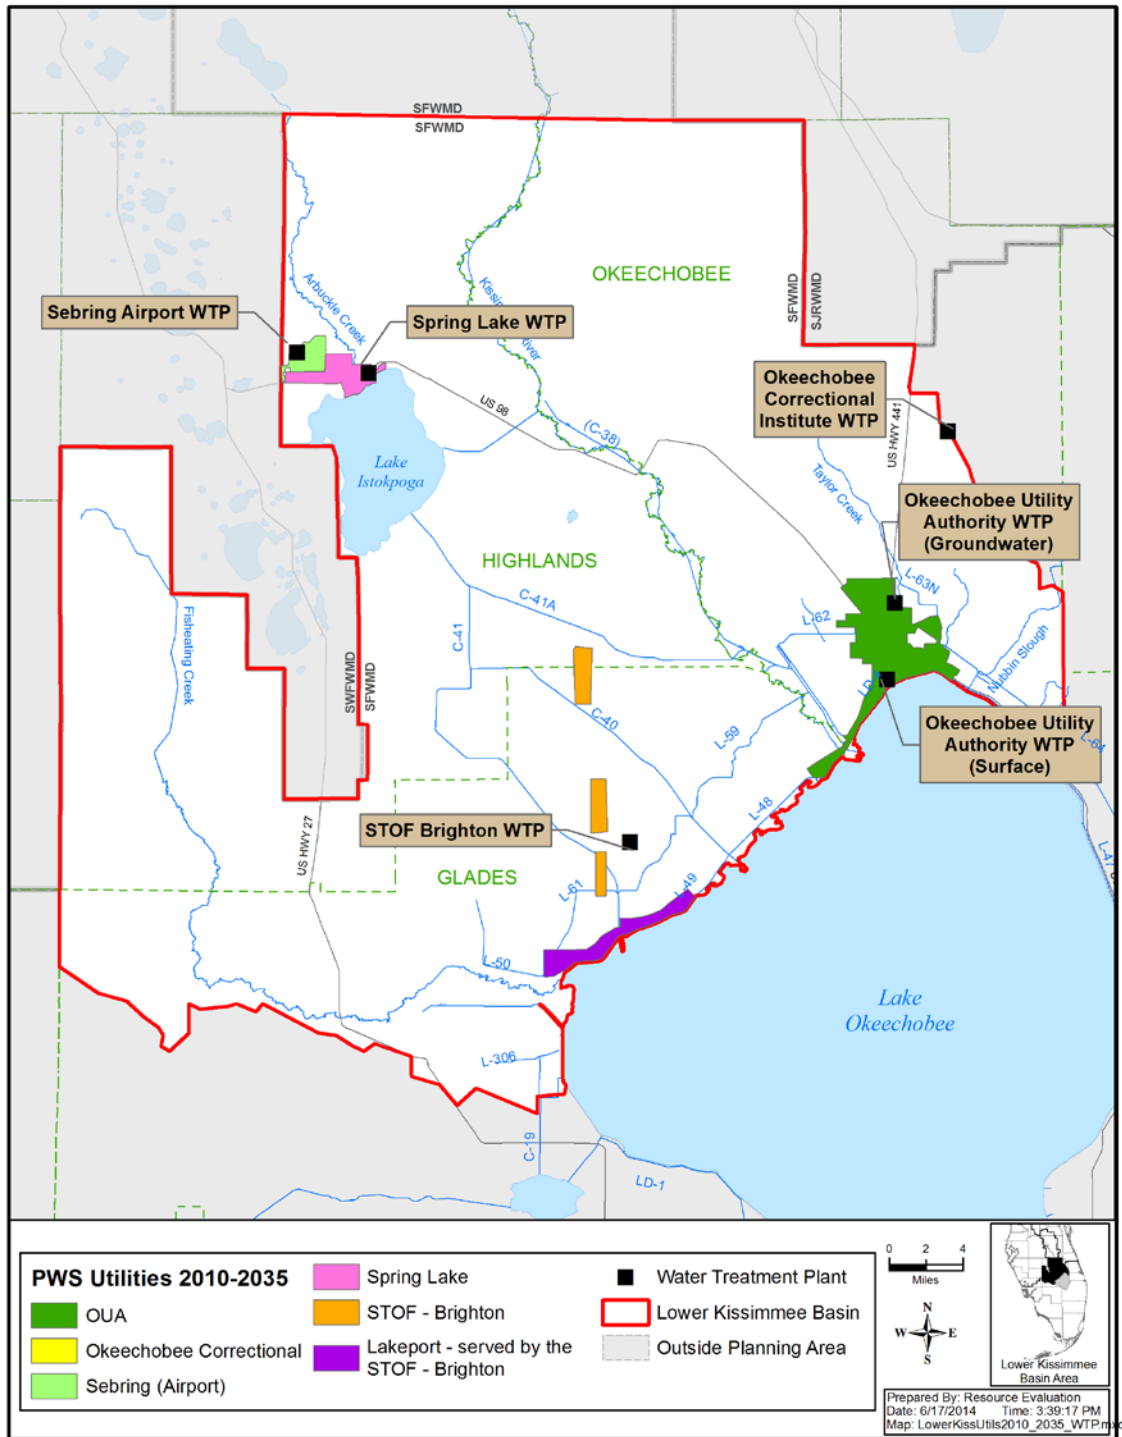 SFWMD
SFWMD
OKEECHOBEE
Arbuckle Creek
SFWMD
SJRWMD
Sebring Airport WTP
Spring Lake WTP
Okeechobee
Correctional
Institute WTP
US 98
(C-38)
US HWY 441
Lake
Istokpoga
Taylor Creek
Okeechobee Utility
Authority WTP
(Groundwater)
HIGHLANDS
L-63N
C-41A
L-62
C-41
Fisheating Creek
Nubbin Slough
SWFWMD
SFWMD
C-40
L-59
Okeechobee Utility
Authority WTP
(Surface)
L-64
L-48
STOF Brighton WTP
US HWY 27
L-47
GLADES
L-61
L-49
L-50
Lake
Okeechobee
L-306
C-19
LD-1
PWS Utilities 2010-2035
OUA
Okeechobee Correctional
Sebring (Airport)
Spring Lake
STOF - Brighton
Lakeport - served by the
STOF - Brighton
Water Treatment Plant
Lower Kissimmee Basin
Outside Planning Area
0 2 4
Miles
N
W E
S
Lower Kissimmee
Basin Area
Prepared By: Resource Evaluation
Date: 6/17/2014 Time: 3:39:17 PM
Map: LowerKissUtils2010_2035_WTP.mxd